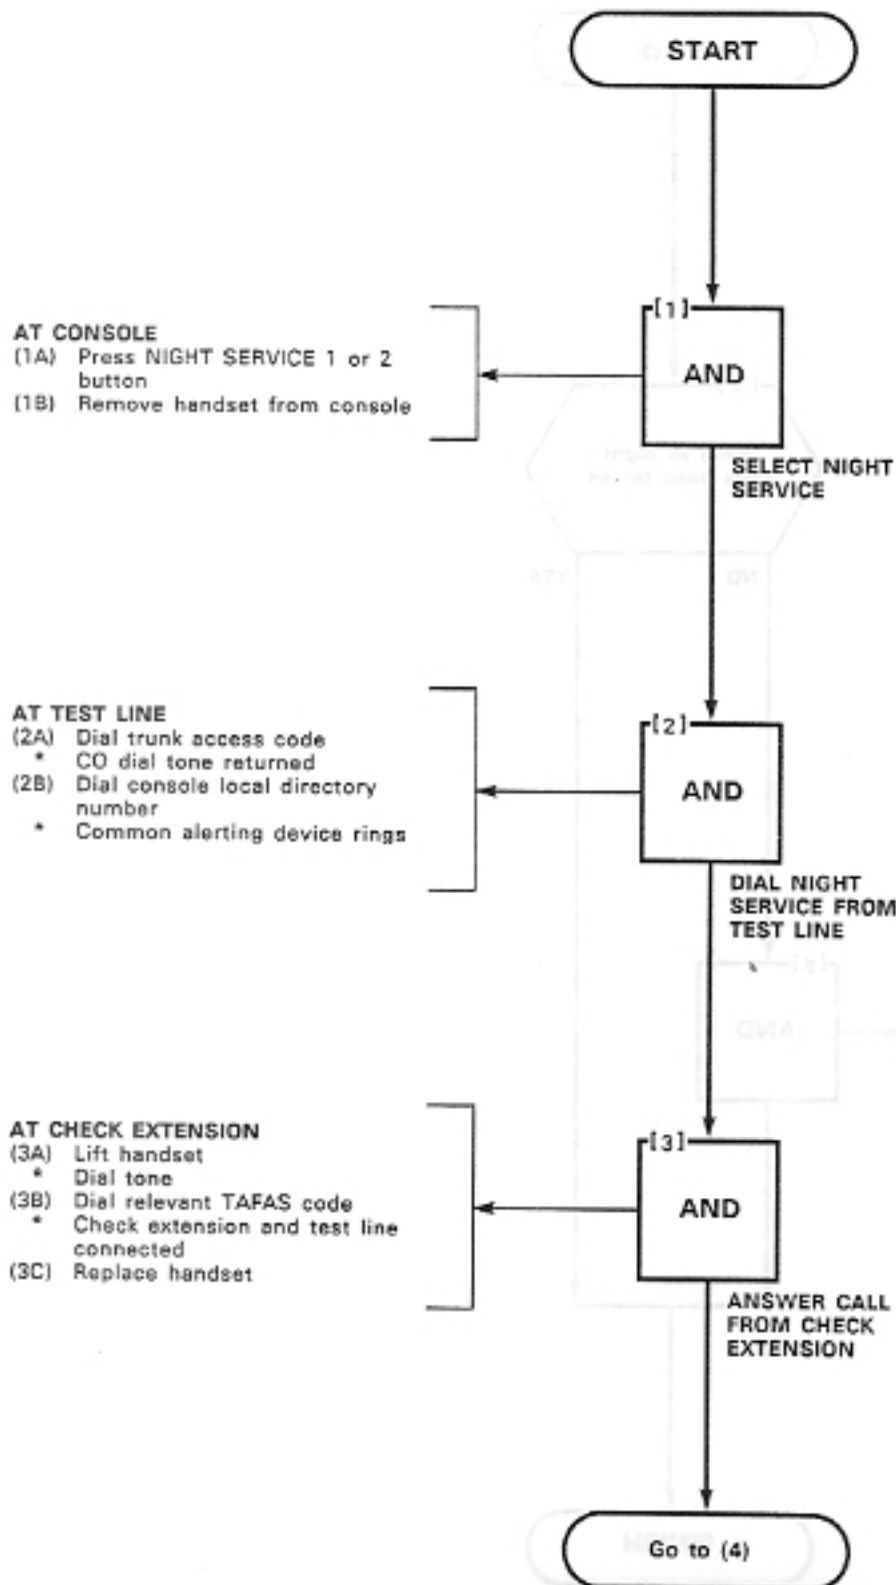 START
[1]
AT CONSOLE
(1A) Press NIGHT SERVICE 1 or 2
button
(1B) Remove handset from console
AND
SELECT NIGHT
SERVICE
AT TEST LINE
(2A) Dial trunk access code
* CO dial tone returned
(2B) Dial console local directory
number
* Common alerting device rings
[2]
AND
DIAL NIGHT
SERVICE FROM
TEST LINE
AT CHECK EXTENSION
(3A) Lift handset
* Dial tone
(3B) Dial relevant TAFAS code
* Check extension and test line
connected
(3C) Replace handset
[3]
AND
ANSWER CALL
FROM CHECK
EXTENSION
Go to (4)